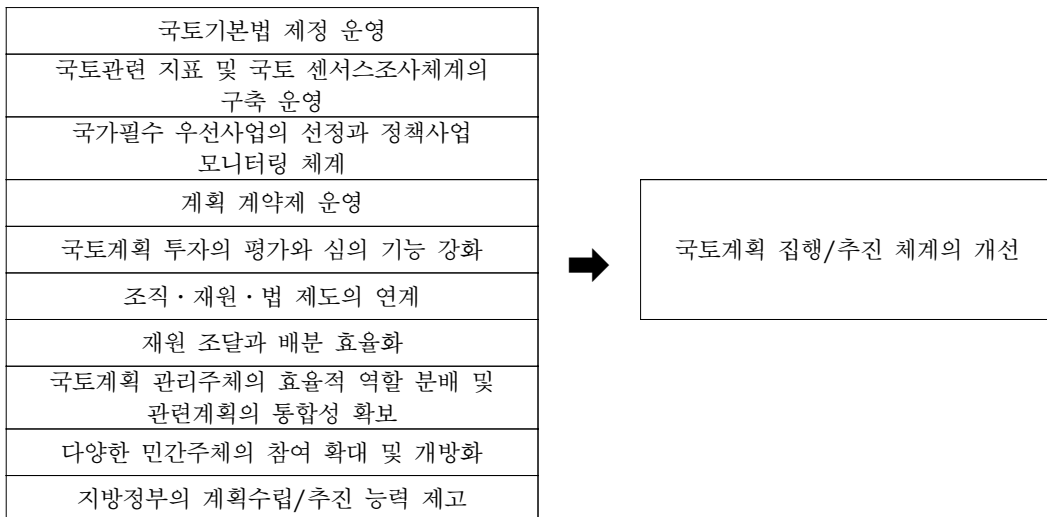 국토기본법 제정 운영
국토관련 지표 및 국토 센서스조사체계의
구축 운영
국가필수 우선사업의 선정과 정책사업
모니터링 체계
계획 계약제 운영
국토계획 투자의 평가와 심의 기능 강화
조직·재원·법 제도의 연계
재원 조달과 배분 효율화
국토계획 관리주체의 효율적 역할 분배 및
관련계획의 통합성 확보
다양한 민간주체의 참여 확대 및 개방화
지방정부의 계획수립/추진 능력 제고
국토계획 집행/추진 체계의 개선